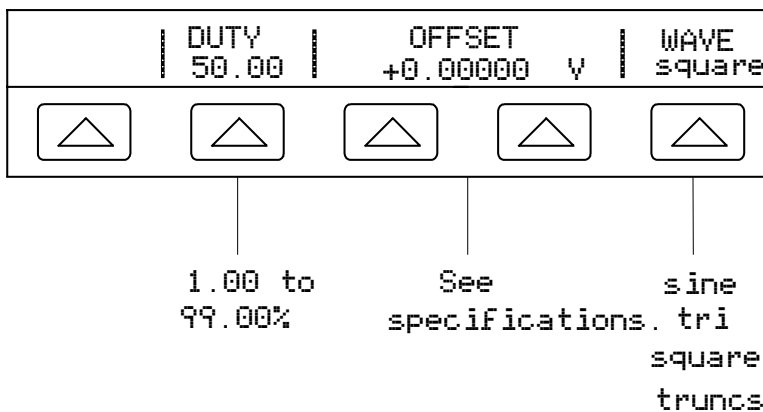 DUTY OFFSET WAVE
50.00 +0.00000 V square
1.00 to See sine
99.00% specifications. tri
square
truncs